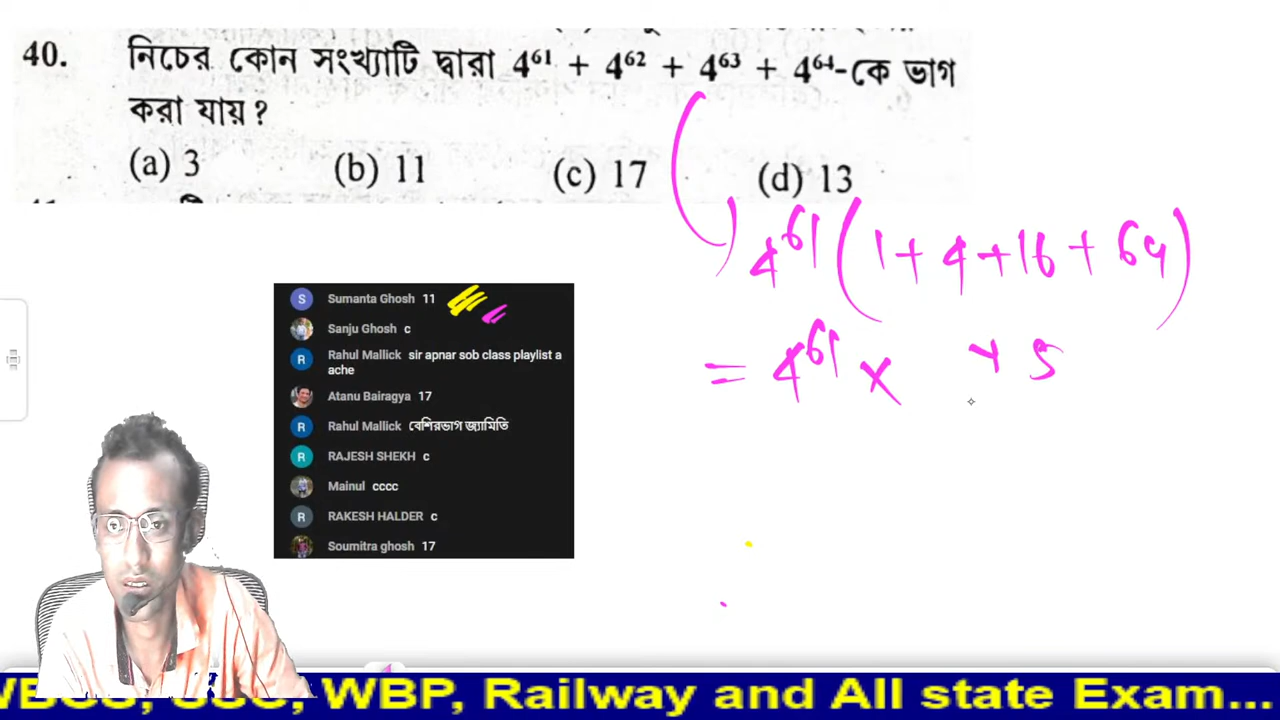 40. নিচের কোন সংখ্যাটি দ্বারা 4⁶¹ + 4⁶² + 4⁶³ + 4⁶⁴-কে ভাগ
করা যায়?
(a) 3 (b) 11 (c) 17 (d) 13
4⁶¹(1+4+16+64)
= 4⁶¹ x
S Sumanta Ghosh 11
Sanju Ghosh c
R Rahul Mallick sir apnar sob class playlist a
ache
Atanu Bairagya 17
R Rahul Mallick বেশিরভাগ জ্যামিতি
R RAJESH SHEKH c
Mainul cccc
R RAKESH HALDER c
Soumitra ghosh 17
WBP, Railway and All state Exam...